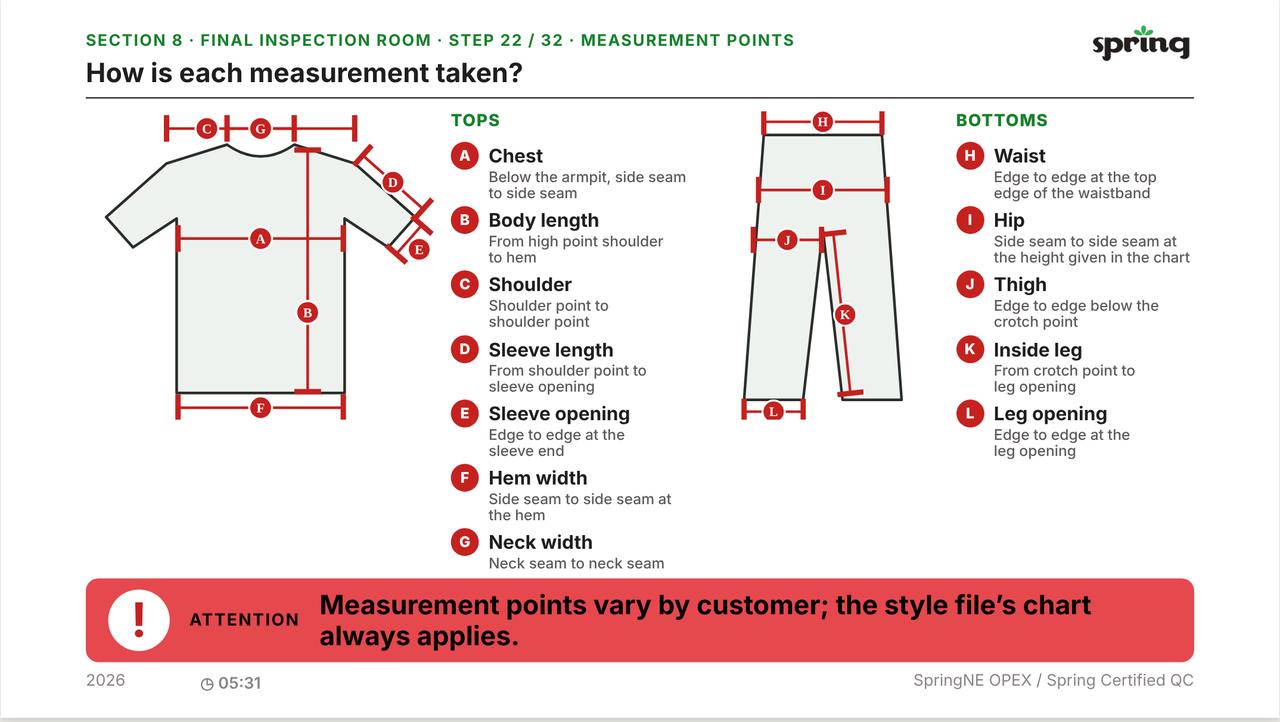 SECTION 8 · FINAL INSPECTION ROOM · STEP 22 / 32 · MEASUREMENT POINTS
spring
How is each measurement taken?
C
G
D
A
E
B
F
TOPS
A Chest
Below the armpit, side seam
to side seam
B Body length
From high point shoulder
to hem
C Shoulder
Shoulder point to
shoulder point
D Sleeve length
From shoulder point to
sleeve opening
E Sleeve opening
Edge to edge at the
sleeve end
F Hem width
Side seam to side seam at
the hem
G Neck width
Neck seam to neck seam
H
I
J
K
L
BOTTOMS
H Waist
Edge to edge at the top
edge of the waistband
I Hip
Side seam to side seam at
the height given in the chart
J Thigh
Edge to edge below the
crotch point
K Inside leg
From crotch point to
leg opening
L Leg opening
Edge to edge at the
leg opening
! ATTENTION
Measurement points vary by customer; the style file’s chart
always applies.
2026
05:31
SpringNE OPEX / Spring Certified QC